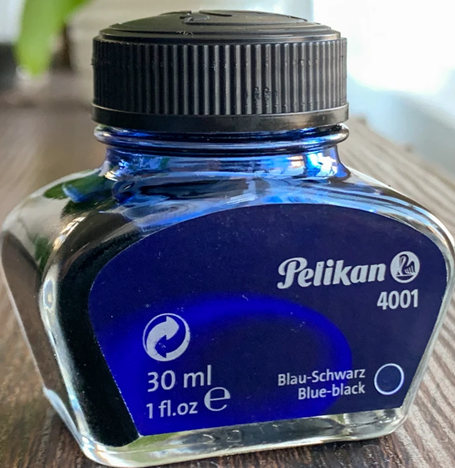 Pelikan
4001
30 ml
1 fl.oz e
Blau-Schwarz
Blue-black